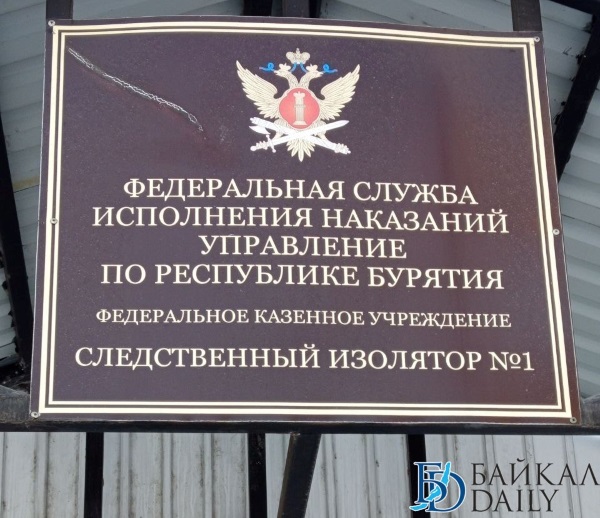 ФЕДЕРАЛЬНАЯ СЛУЖБА
ИСПОЛНЕНИЯ НАКАЗАНИЙ
УПРАВЛЕНИЕ
ПО РЕСПУБЛИКЕ БУРЯТИЯ
ФЕДЕРАЛЬНОЕ КАЗЕННОЕ УЧРЕЖДЕНИЕ
СЛЕДСТВЕННЫЙ ИЗОЛЯТОР №1
БАЙКАЛ
DAILY